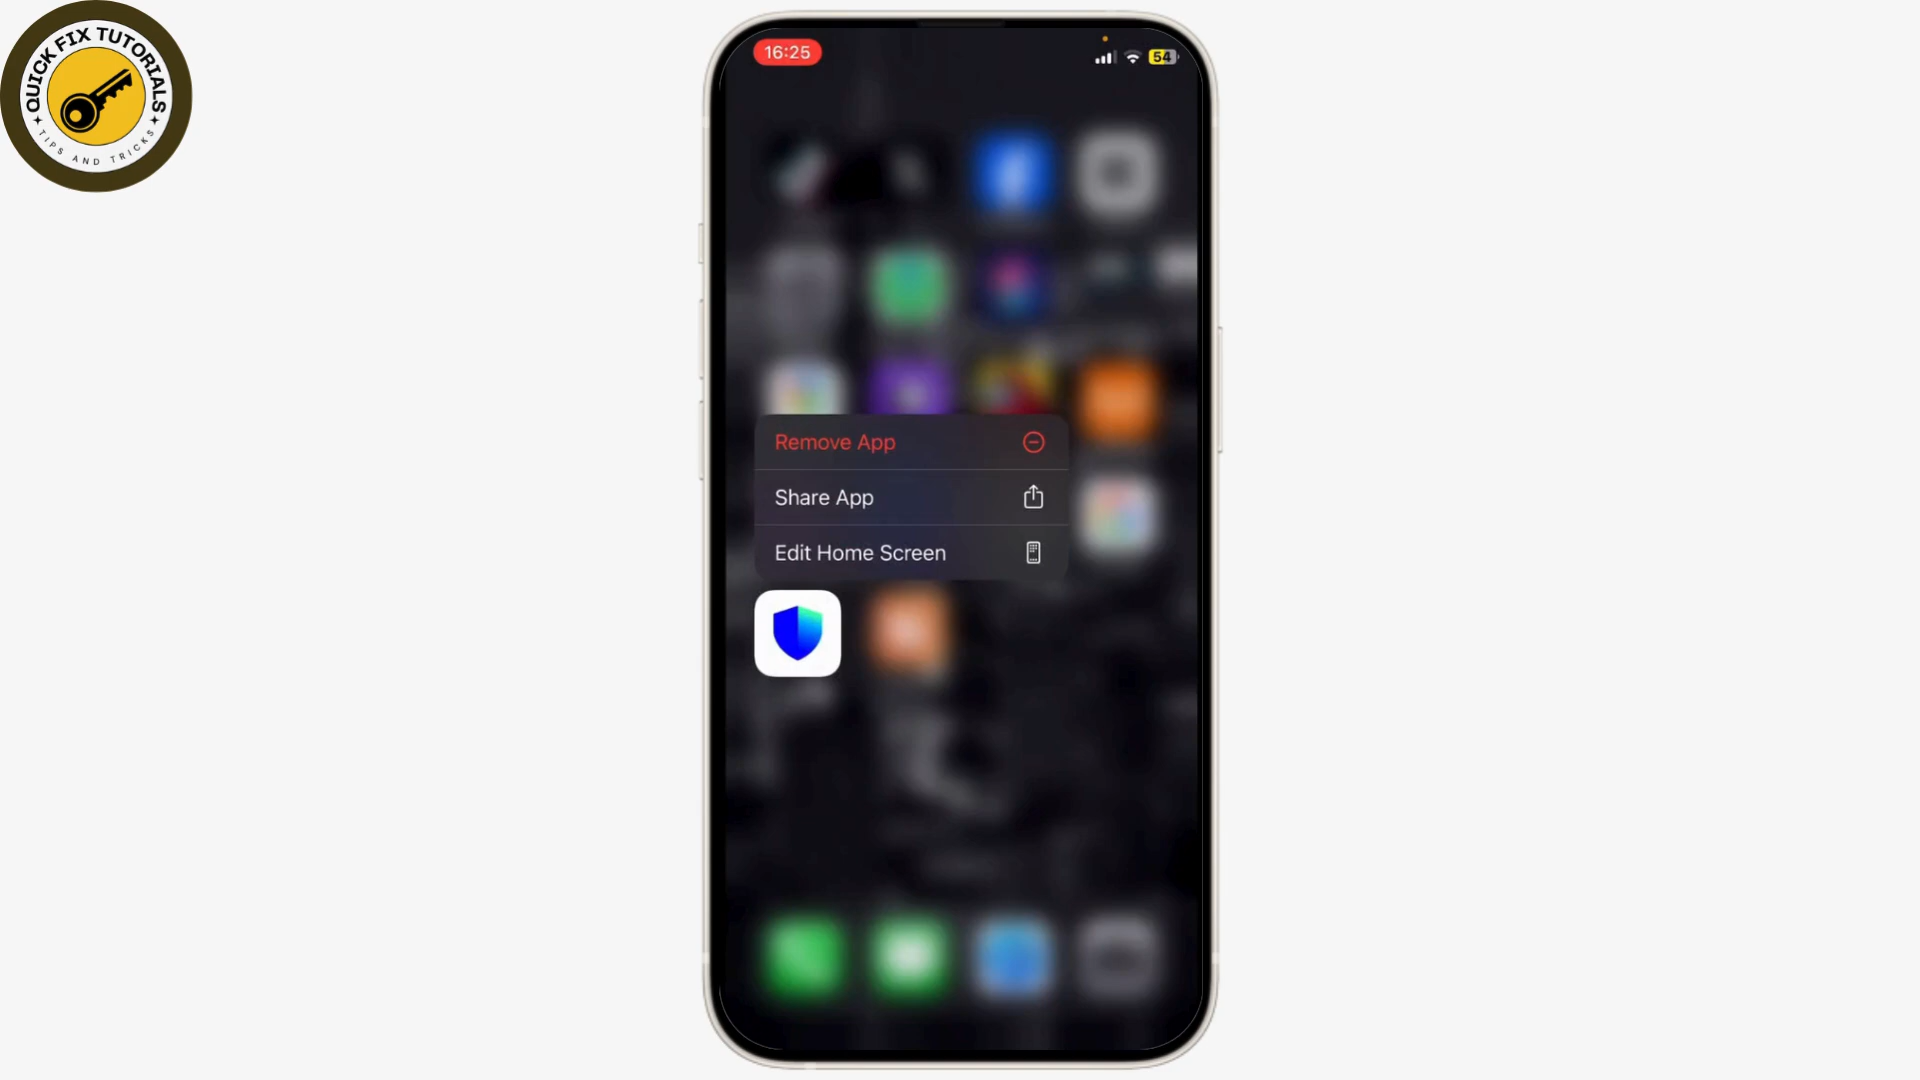 QUICK FIX TUTORIALS
TIPS AND TRICKS
16:25
54
Remove App
Share App
Edit Home Screen